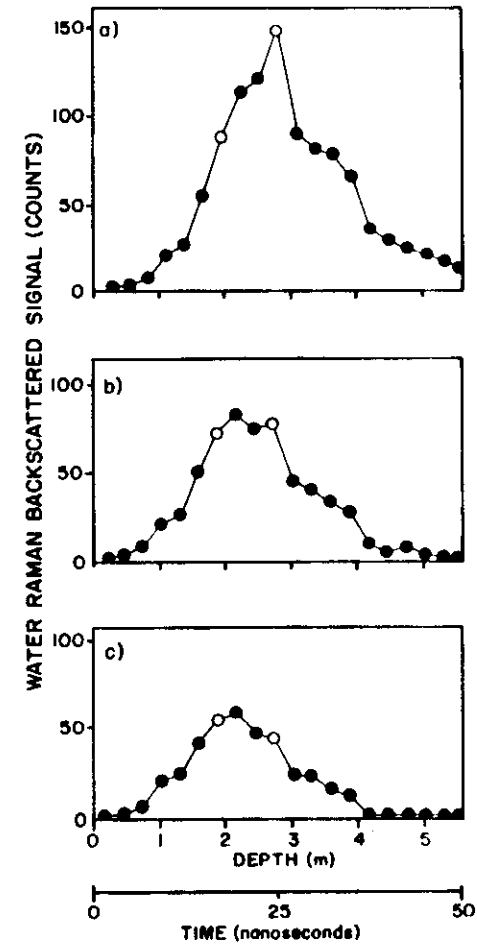 WATER RAMAN BACKSCATTERED SIGNAL (COUNTS)
a)
150
100
50
0
b)
100
50
0
c)
100
50
0
0 1 2 3 4 5
DEPTH (m)
0 25 50
TIME (nanoseconds)